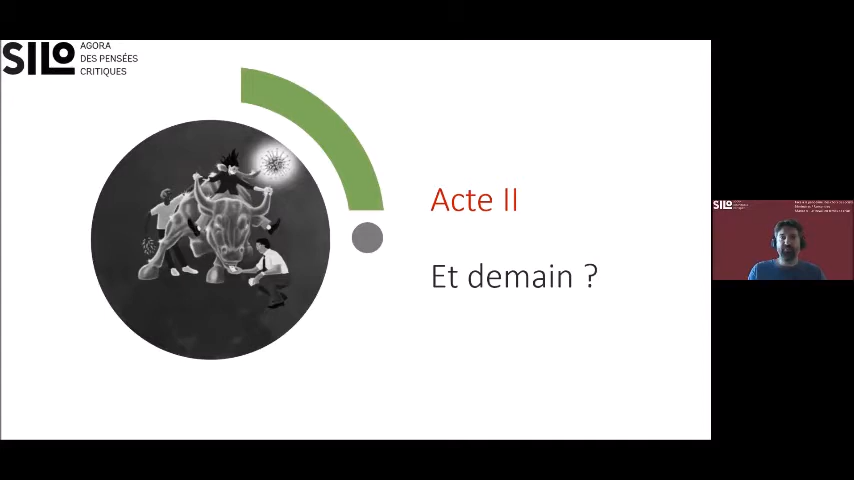 SILO
AGORA
DES PENSÉES
CRITIQUES
Acte II
Et demain ?
SILO